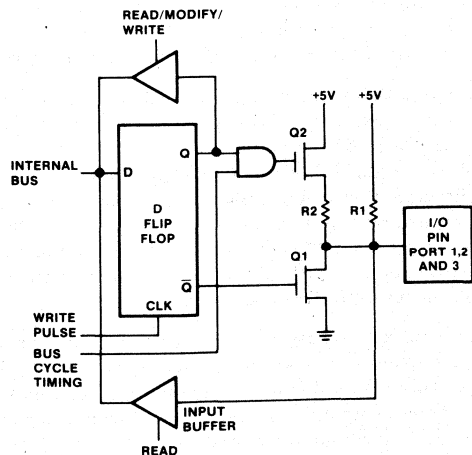 READ/MODIFY/
WRITE
+5V
+5V
Q2
INTERNAL
BUS
D
Q
D
FLIP
FLOP
R2
R1
I/O
PIN
PORT 1,2
AND 3
Q1
Q̅
CLK
WRITE
PULSE
BUS
CYCLE
TIMING
INPUT
BUFFER
READ